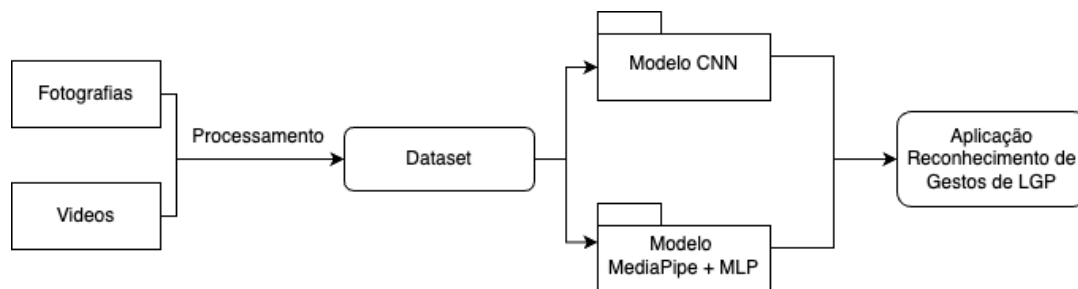 Fotografias
Videos
Processamento
Dataset
Modelo CNN
Modelo
MediaPipe + MLP
Aplicação
Reconhecimento de
Gestos de LGP